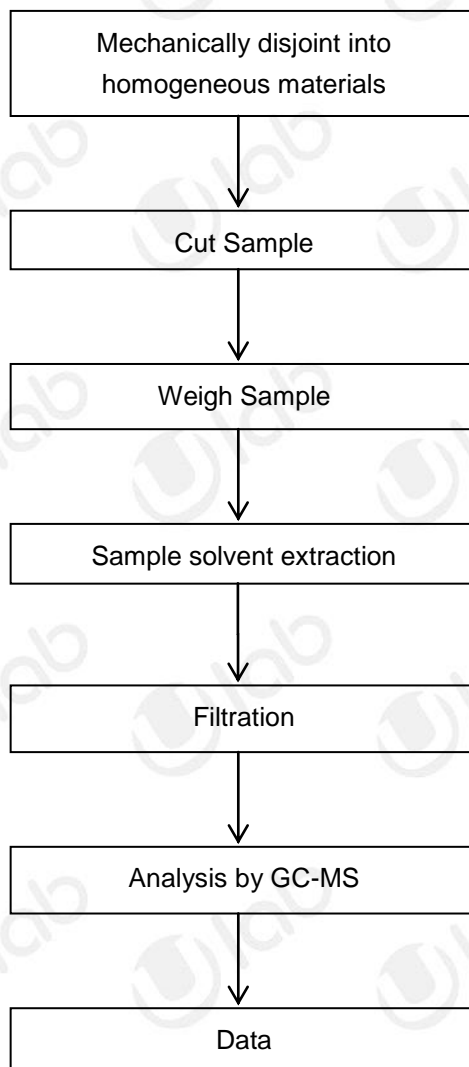 Mechanically disjoint into
homogeneous materials
Cut Sample
Weigh Sample
Sample solvent extraction
Filtration
Analysis by GC-MS
Data